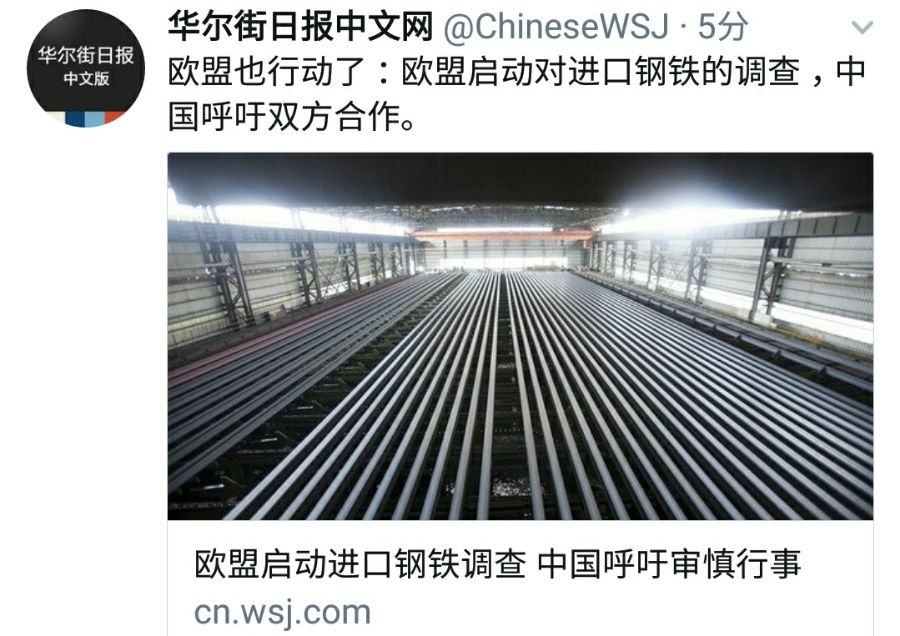 华尔街日报
中文版
华尔街日报中文网 @ChineseWSJ · 5分
欧盟也行动了：欧盟启动对进口钢铁的调查，中
国呼吁双方合作。
欧盟启动进口钢铁调查 中国呼吁审慎行事
cn.wsj.com